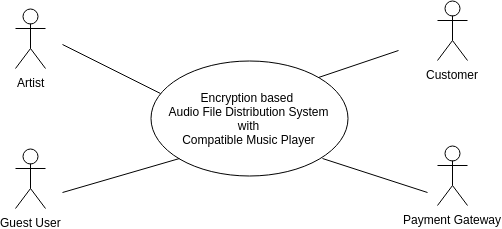 Artist
Customer
Encryption based
Audio File Distribution System
with
Compatible Music Player
Guest User
Payment Gateway